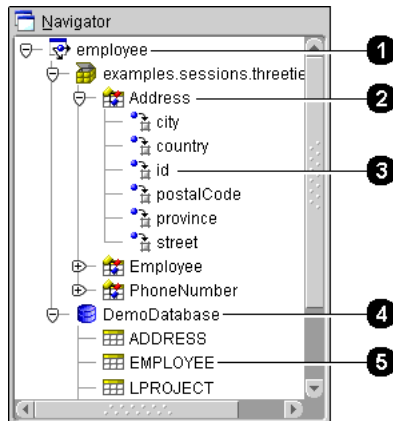 Navigator
employee
1
examples.sessions.threetie
Address
2
city
country
id
3
postalCode
province
street
Employee
PhoneNumber
DemoDatabase
4
ADDRESS
EMPLOYEE
5
LPROJECT